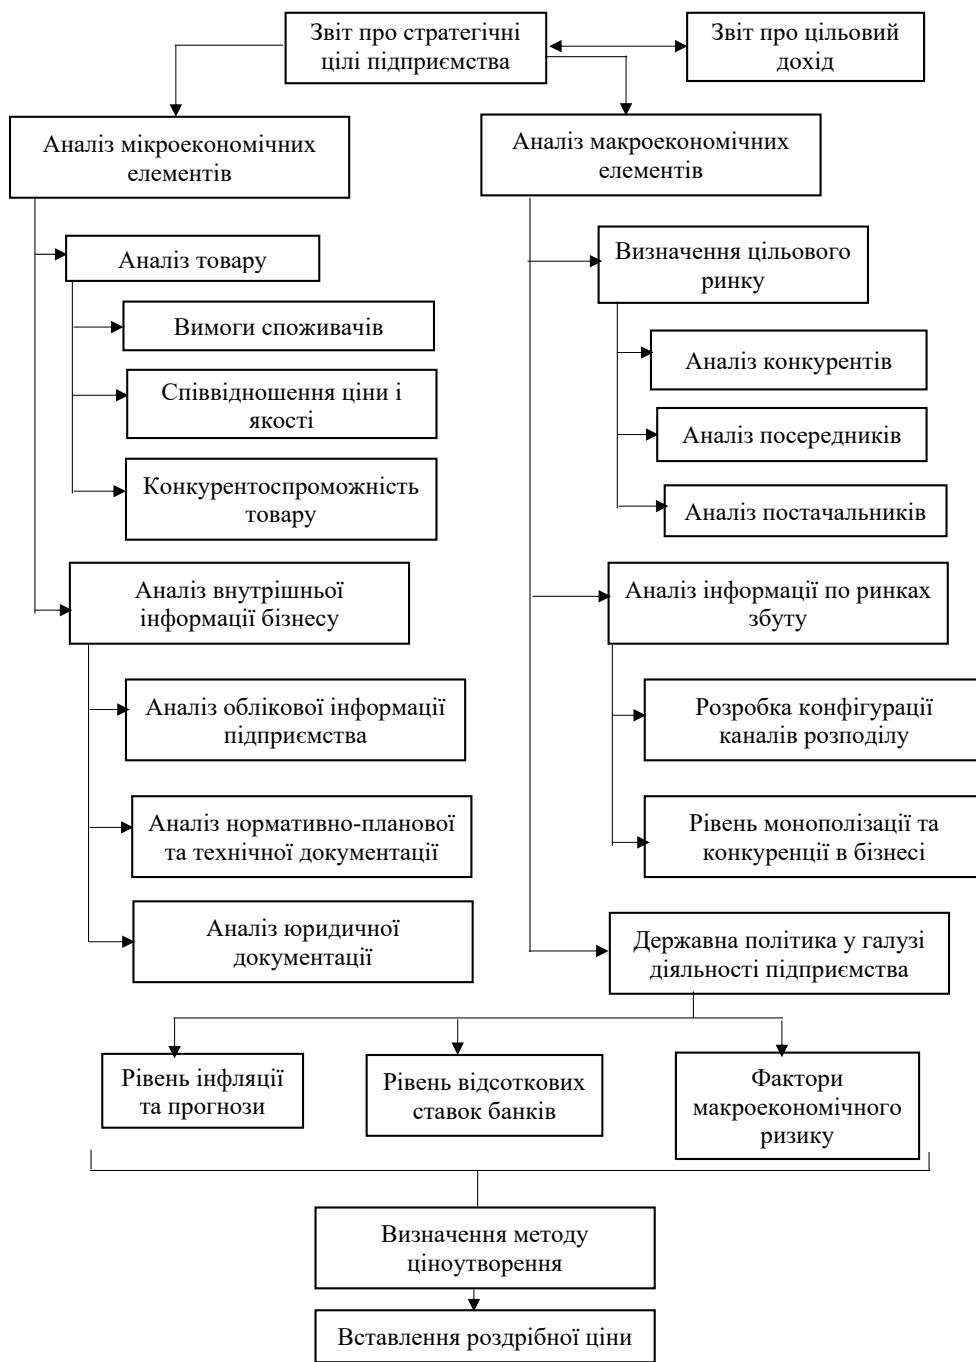 Звіт про стратегічні
цілі підприємства
Звіт про цільовий
дохід
Аналіз мікроекономічних
елементів
Аналіз макроекономічних
елементів
Аналіз товару
Вимоги споживачів
Співвідношення ціни і
якості
Конкурентоспроможність
товару
Аналіз внутрішньої
інформації бізнесу
Аналіз облікової інформації
підприємства
Аналіз нормативно-планової
та технічної документації
Аналіз юридичної
документації
Визначення цільового
ринку
Аналіз конкурентів
Аналіз посередників
Аналіз постачальників
Аналіз інформації по ринках
збуту
Розробка конфігурації
каналів розподілу
Рівень монополізації та
конкуренції в бізнесі
Державна політика у галузі
діяльності підприємства
Рівень інфляції
та прогнози
Рівень відсоткових
ставок банків
Фактори
макроекономічного
ризику
Визначення методу
ціноутворення
Вставлення роздрібної ціни